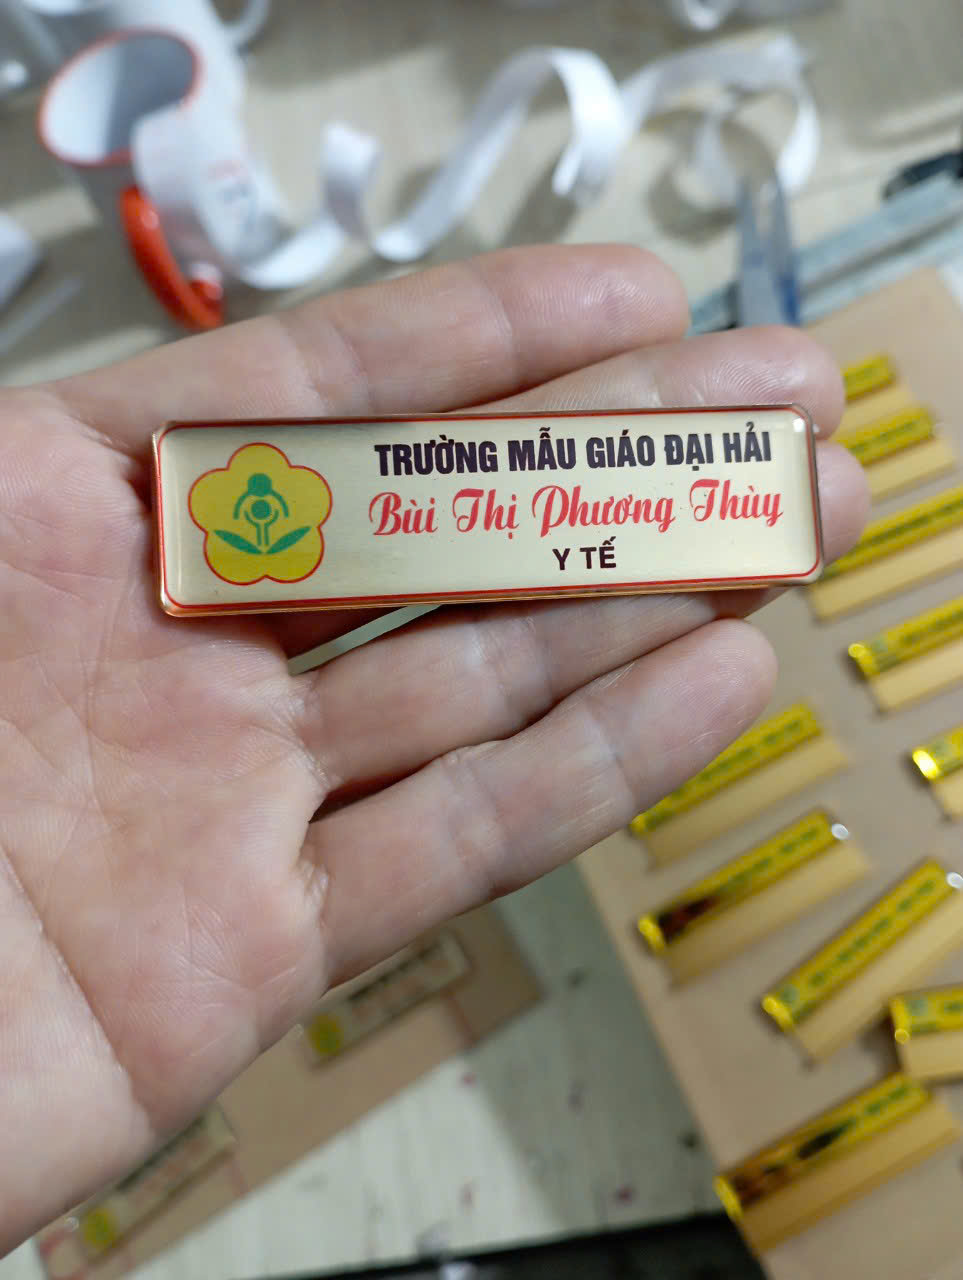 TRƯỜNG MẪU GIÁO ĐẠI HẢI
Bùi Thị Phương Thùy
Y TẾ